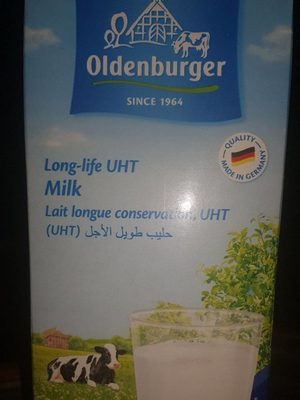 Oldenburger
SINCE 1964
QUALITY
MADE IN GERMANY
Long-life UHT
Milk
Lait longue conservation, UHT
حليب طويل الأجل (UHT)